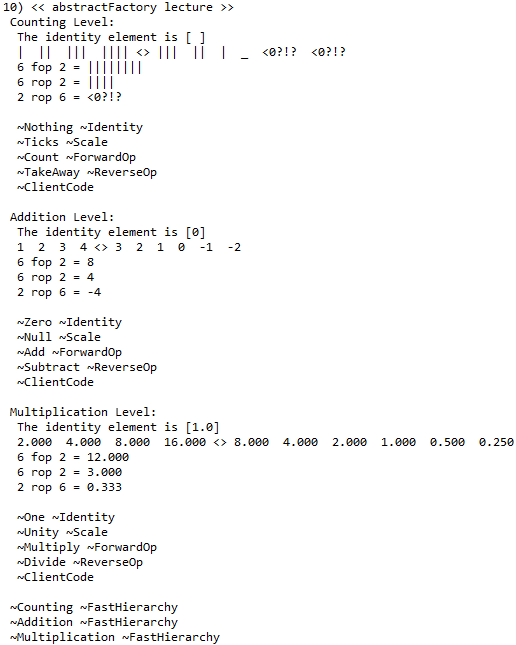 10) << abstractFactory lecture >>
Counting Level:
The identity element is [ ]
|  ||  |||  |||| <> |||  ||  |  _  <0?!?  <0?!?
6 fop 2 = ||||||||
6 rop 2 = ||||
2 rop 6 = <0?!?
~Nothing ~Identity
~Ticks ~Scale
~Count ~ForwardOp
~TakeAway ~ReverseOp
~ClientCode
Addition Level:
The identity element is [0]
1  2  3  4 <> 3  2  1  0  -1  -2
6 fop 2 = 8
6 rop 2 = 4
2 rop 6 = -4
~Zero ~Identity
~Null ~Scale
~Add ~ForwardOp
~Subtract ~ReverseOp
~ClientCode
Multiplication Level:
The identity element is [1.0]
2.000  4.000  8.000  16.000 <> 8.000  4.000  2.000  1.000  0.500  0.250
6 fop 2 = 12.000
6 rop 2 = 3.000
2 rop 6 = 0.333
~One ~Identity
~Unity ~Scale
~Multiply ~ForwardOp
~Divide ~ReverseOp
~ClientCode
~Counting ~FastHierarchy
~Addition ~FastHierarchy
~Multiplication ~FastHierarchy